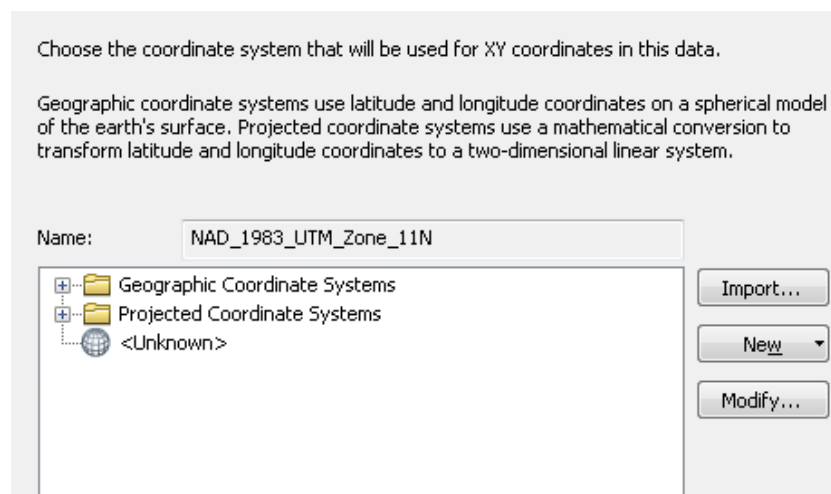 Choose the coordinate system that will be used for XY coordinates in this data.
Geographic coordinate systems use latitude and longitude coordinates on a spherical model
of the earth's surface. Projected coordinate systems use a mathematical conversion to
transform latitude and longitude coordinates to a two-dimensional linear system.
Name: NAD_1983_UTM_Zone_11N
Geographic Coordinate Systems
Projected Coordinate Systems
<Unknown>
Import...
New
Modify...